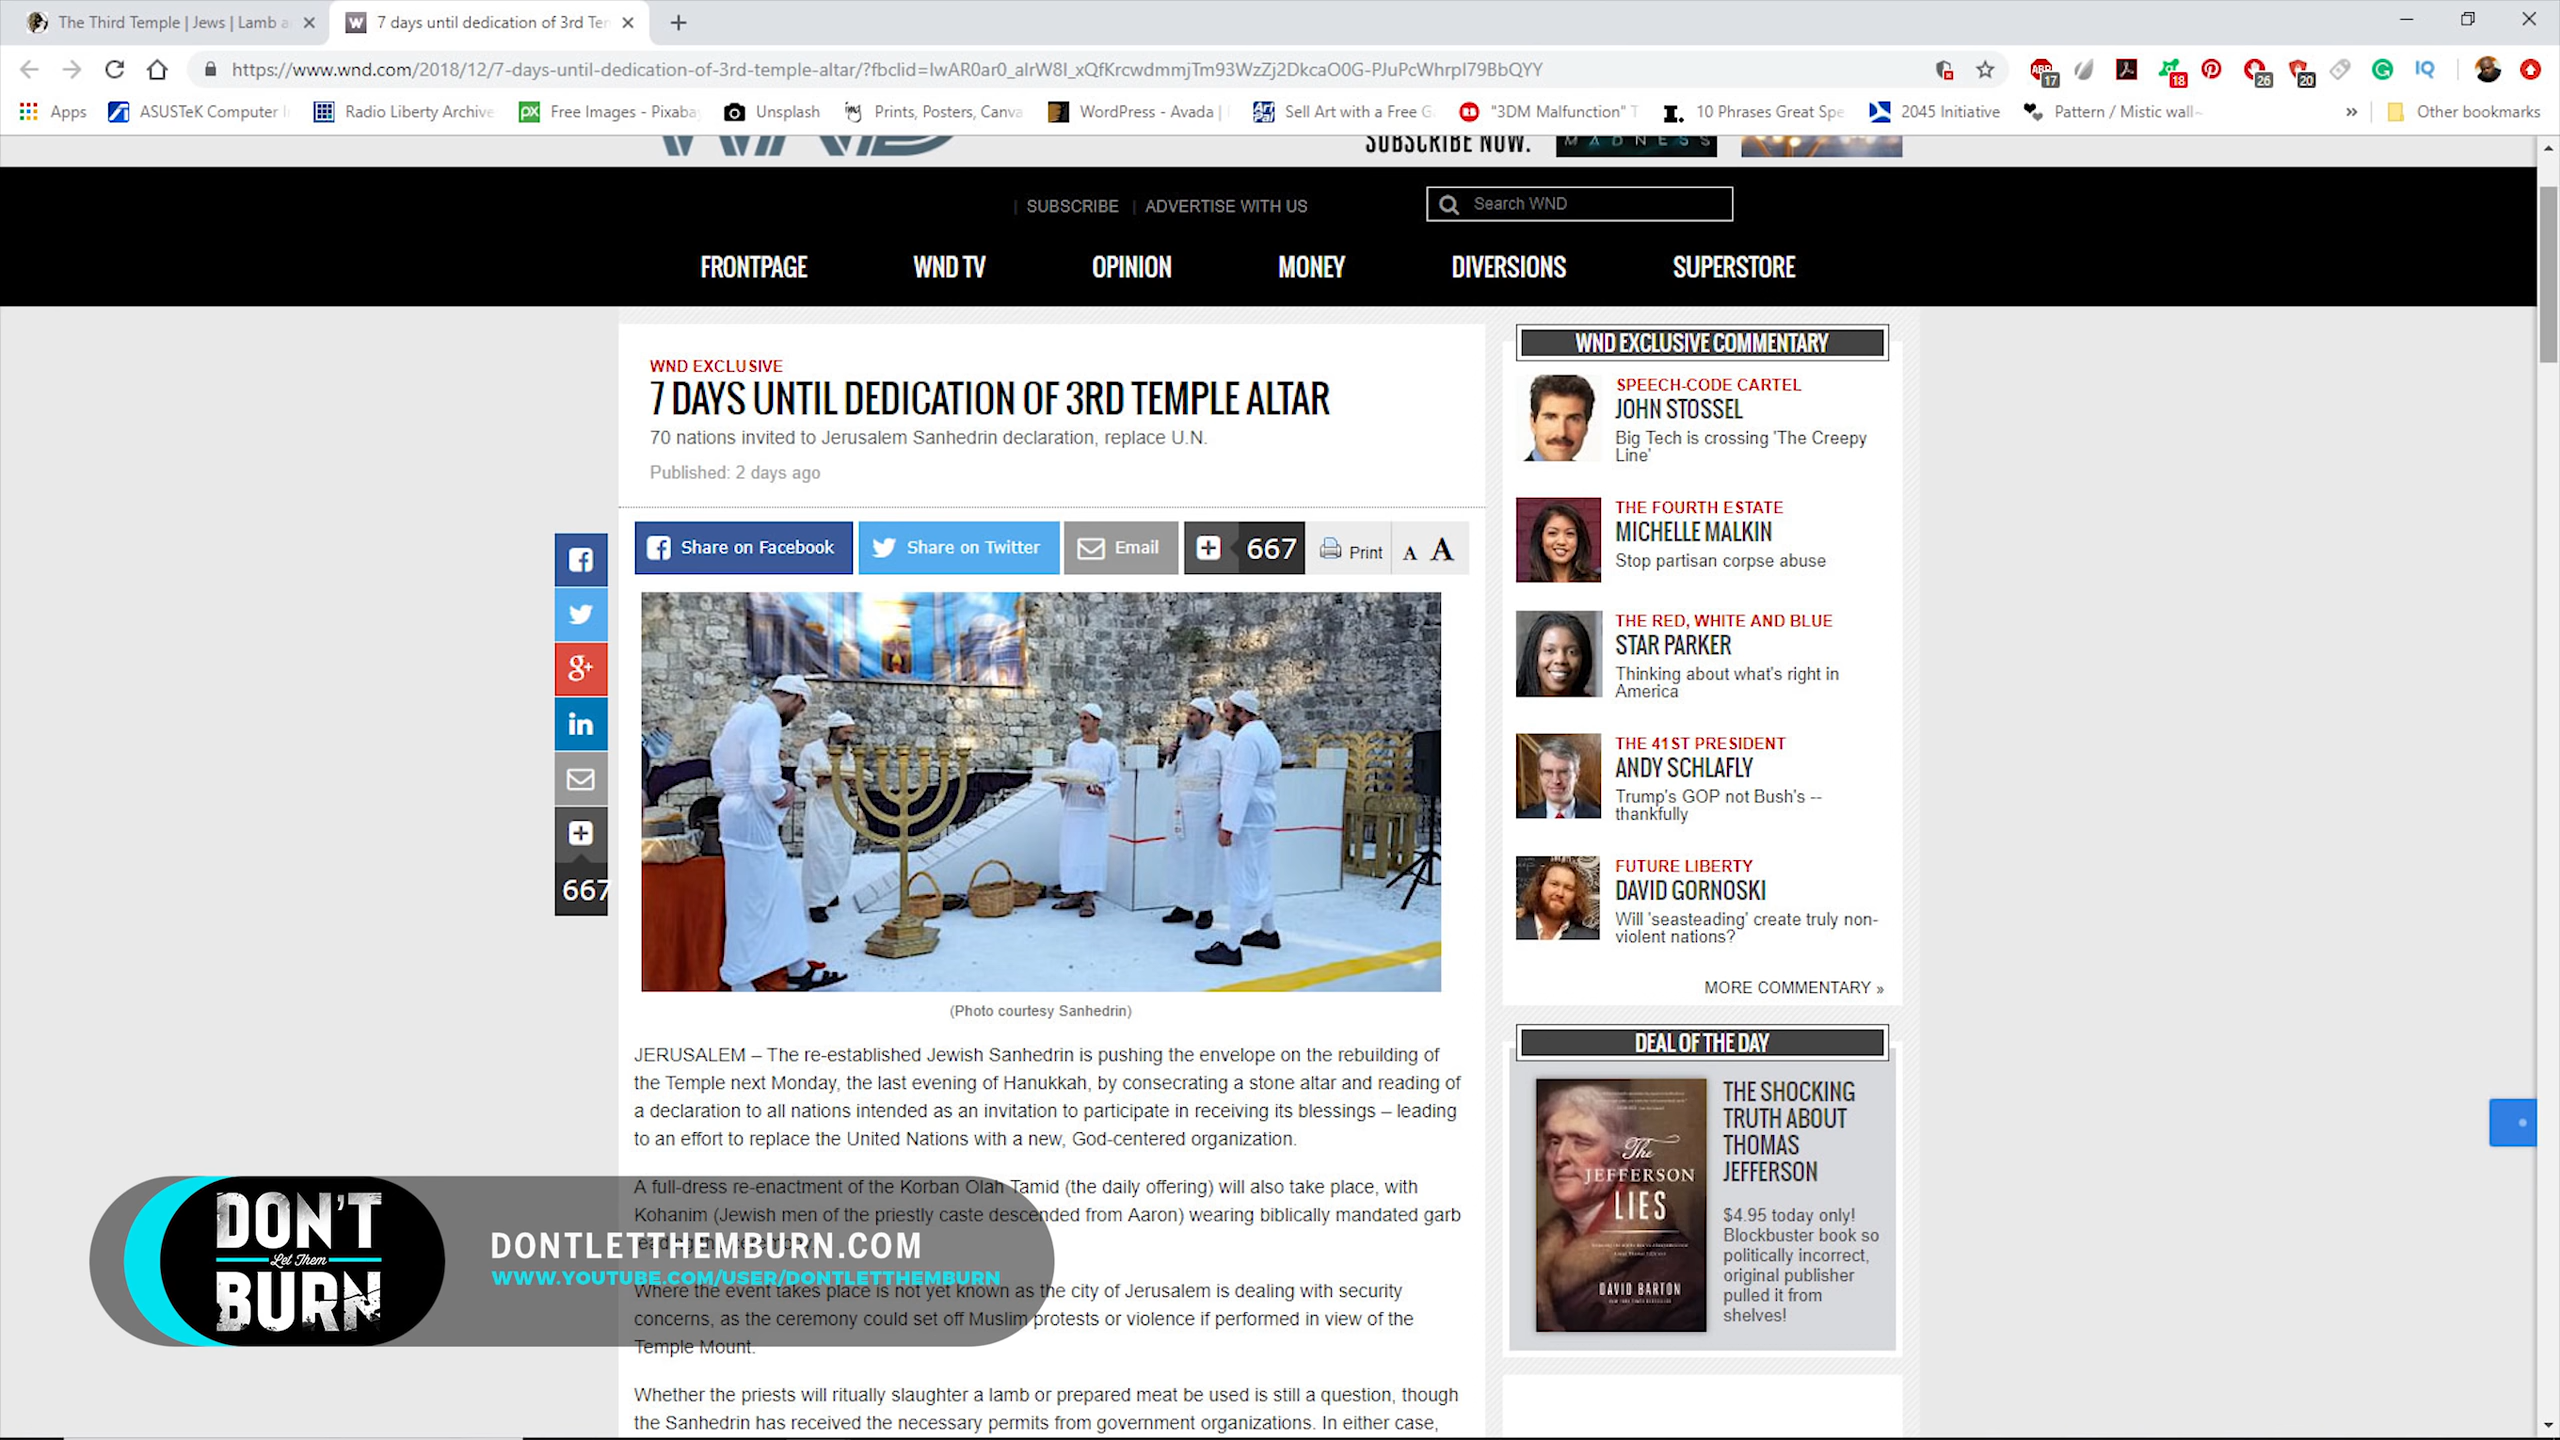 The Third Temple | Jews | Lamb a
7 days until dedication of 3rd Ten
https://www.wnd.com/2018/12/7-days-until-dedication-of-3rd-temple-altar/?fbclid=IwAR0ar0_alrW8I_xQfKrcwdmmjTm93WzZj2DkcaO0G-PJuPcWhrpI79BbQYY
ABP 17 18 26 20 IQ
Apps ASUSTeK Computer I Radio Liberty Archive Free Images - Pixaba Unsplash Prints, Posters, Canva WordPress - Avada | Sell Art with a Free G "3DM Malfunction" T 10 Phrases Great Spe 2045 Initiative Pattern / Mistic wall- » Other bookmarks
WND
SUBSCRIBE NOW.
MADNESS
| SUBSCRIBE | ADVERTISE WITH US
Search WND
FRONTPAGE WND TV OPINION MONEY DIVERSIONS SUPERSTORE
WND EXCLUSIVE
7 DAYS UNTIL DEDICATION OF 3RD TEMPLE ALTAR
70 nations invited to Jerusalem Sanhedrin declaration, replace U.N.
Published: 2 days ago
Share on Facebook Share on Twitter Email 667 Print A A
g+
in
667
(Photo courtesy Sanhedrin)
JERUSALEM – The re-established Jewish Sanhedrin is pushing the envelope on the rebuilding of
the Temple next Monday, the last evening of Hanukkah, by consecrating a stone altar and reading of
a declaration to all nations intended as an invitation to participate in receiving its blessings – leading
to an effort to replace the United Nations with a new, God-centered organization.
A full-dress re-enactment of the Korban Olah Tamid (the daily offering) will also take place, with
Kohanim (Jewish men of the priestly caste descended from Aaron) wearing biblically mandated garb
Where the event takes place is not yet known as the city of Jerusalem is dealing with security
concerns, as the ceremony could set off Muslim protests or violence if performed in view of the
Temple Mount.
Whether the priests will ritually slaughter a lamb or prepared meat be used is still a question, though
the Sanhedrin has received the necessary permits from government organizations. In either case,
DON'T
Let Them
BURN
DONTLETTHEMBURN.COM
WWW.YOUTUBE.COM/USER/DONTLETTHEMBURN
WND EXCLUSIVE COMMENTARY
SPEECH-CODE CARTEL
JOHN STOSSEL
Big Tech is crossing 'The Creepy
Line'
THE FOURTH ESTATE
MICHELLE MALKIN
Stop partisan corpse abuse
THE RED, WHITE AND BLUE
STAR PARKER
Thinking about what's right in
America
THE 41ST PRESIDENT
ANDY SCHLAFLY
Trump's GOP not Bush's --
thankfully
FUTURE LIBERTY
DAVID GORNOSKI
Will 'seasteading' create truly non-
violent nations?
MORE COMMENTARY »
DEAL OF THE DAY
The
JEFFERSON
LIES
DAVID BARTON
THE SHOCKING
TRUTH ABOUT
THOMAS
JEFFERSON
$4.95 today only!
Blockbuster book so
politically incorrect,
original publisher
pulled it from
shelves!